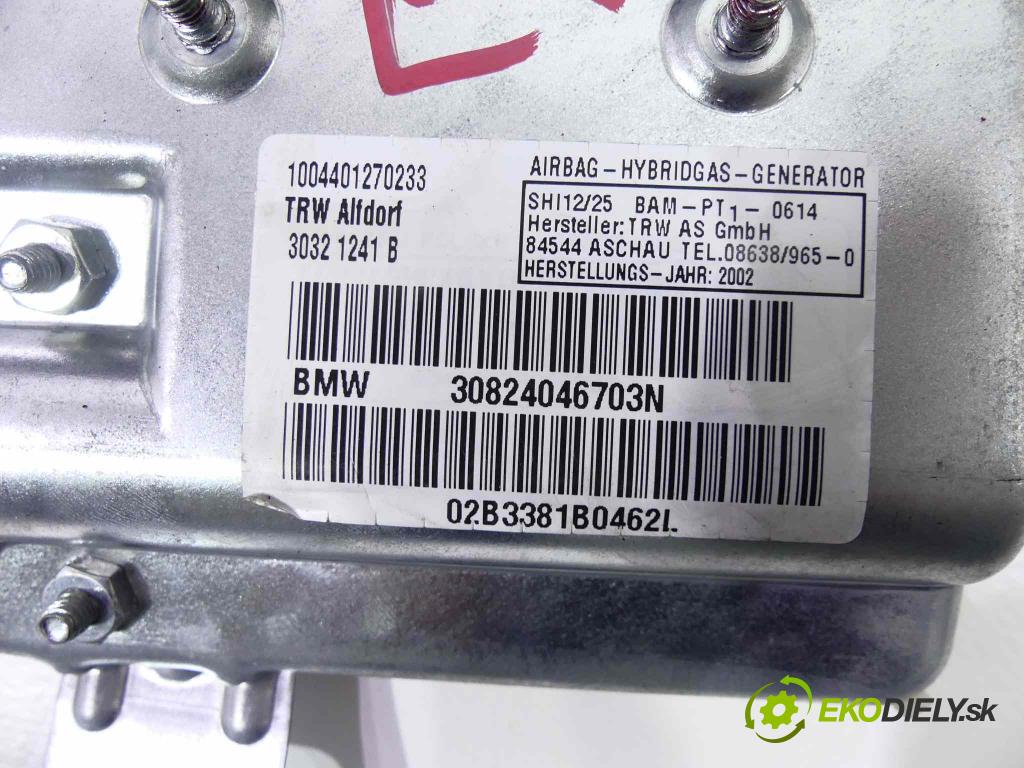 1004401270233
TRW Alfdorf
3032 1241 B
AIRBAG-HYBRIDGAS-GENERATOR
SHI12/25 BAM-PT1-0614
Hersteller: TRW AS GmbH
84544 ASCHAU TEL.08638/965-0
HERSTELLUNGS-JAHR: 2002
BMW 30824046703N
02B3381B0462L
EKODIELY.sk